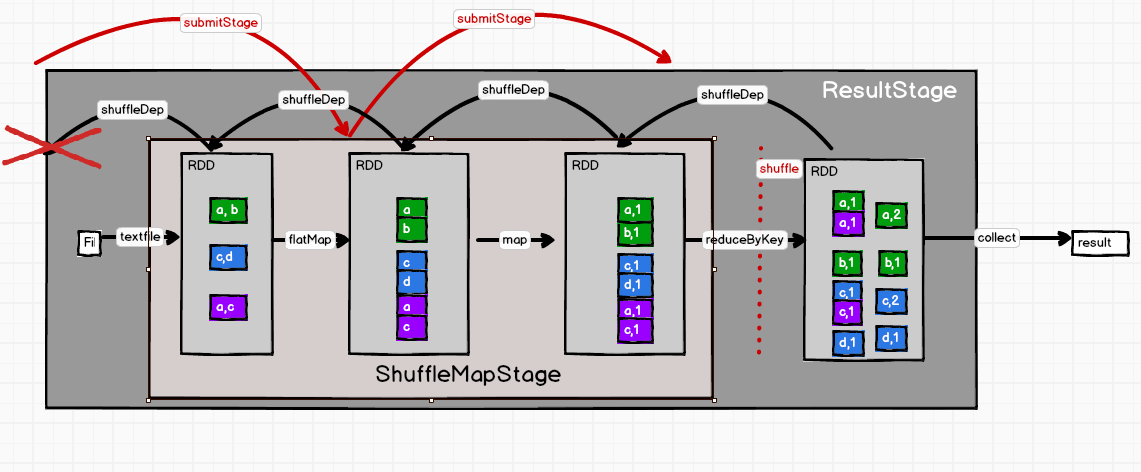 submitStage
submitStage
ResultStage
shuffleDep
shuffleDep
shuffleDep
shuffleDep
RDD
a, b
c,d
a,c
RDD
a
b
c
d
a
c
RDD
a,1
b,1
c,1
d,1
a,1
c,1
shuffle
RDD
a,1
a,1
a,2
b,1
b,1
c,1
c,1
c,2
d,1
d,1
Fil
textfile
flatMap
map
reduceByKey
collect
result
ShuffleMapStage